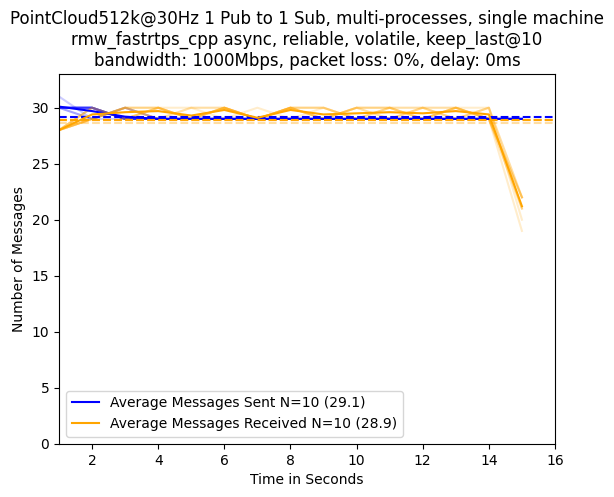 PointCloud512k@30Hz 1 Pub to 1 Sub, multi-processes, single machine
rmw_fastrtps_cpp async, reliable, volatile, keep_last@10
bandwidth: 1000Mbps, packet loss: 0%, delay: 0ms
30
25
20
15
10
5
0
Number of Messages
Average Messages Sent N=10 (29.1)
Average Messages Received N=10 (28.9)
2 4 6 8 10 12 14 16
Time in Seconds